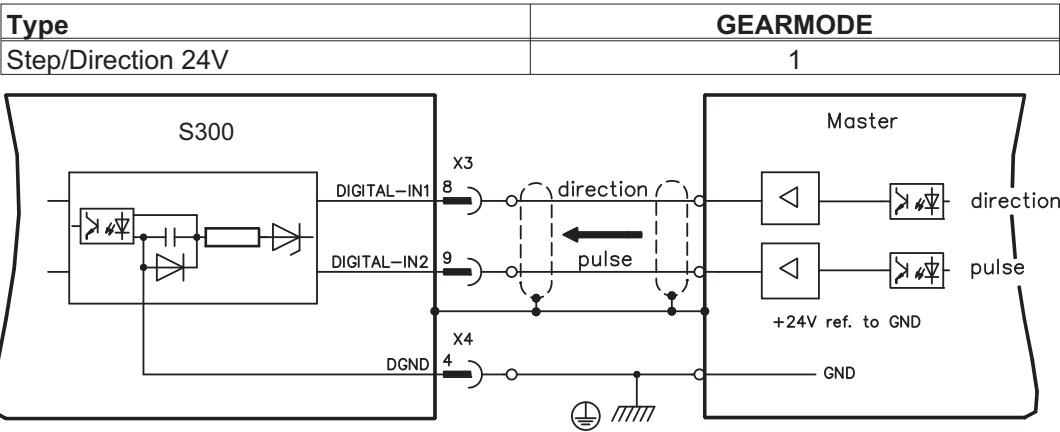 Type GEARMODE
Step/Direction 24V 1
S300
Master
X3
DIGITAL-IN1 8 direction direction
DIGITAL-IN2 9 pulse pulse
+24V ref. to GND
X4
DGND 4 GND